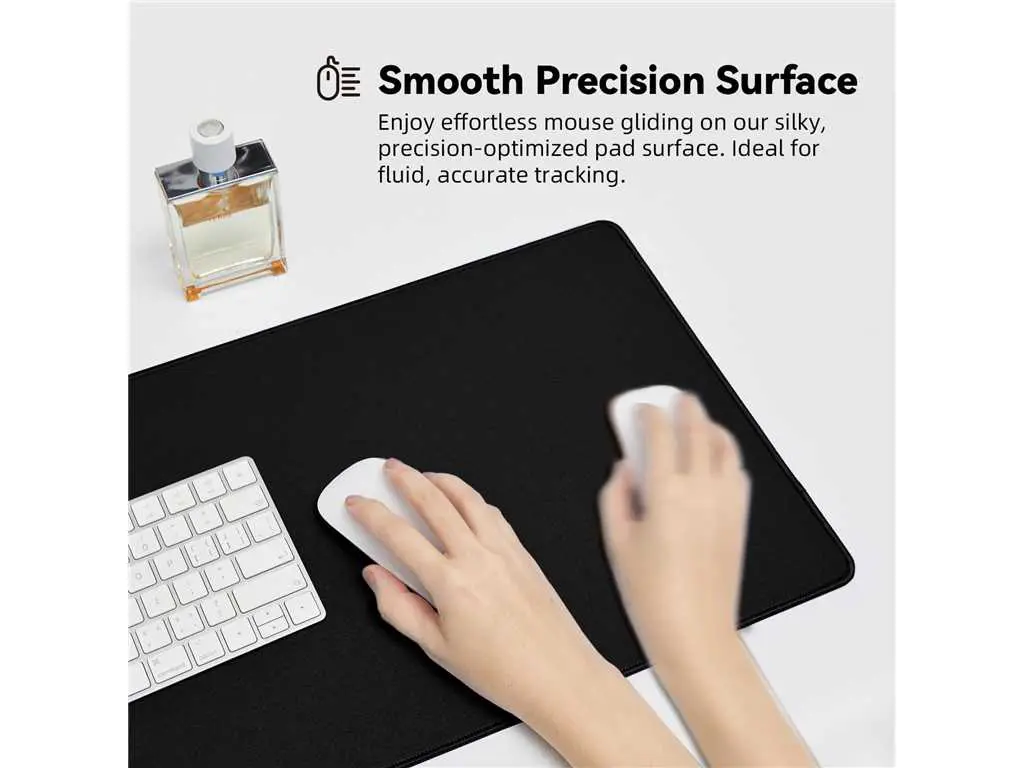 Smooth Precision Surface
Enjoy effortless mouse gliding on our silky,
precision-optimized pad surface. Ideal for
fluid, accurate tracking.